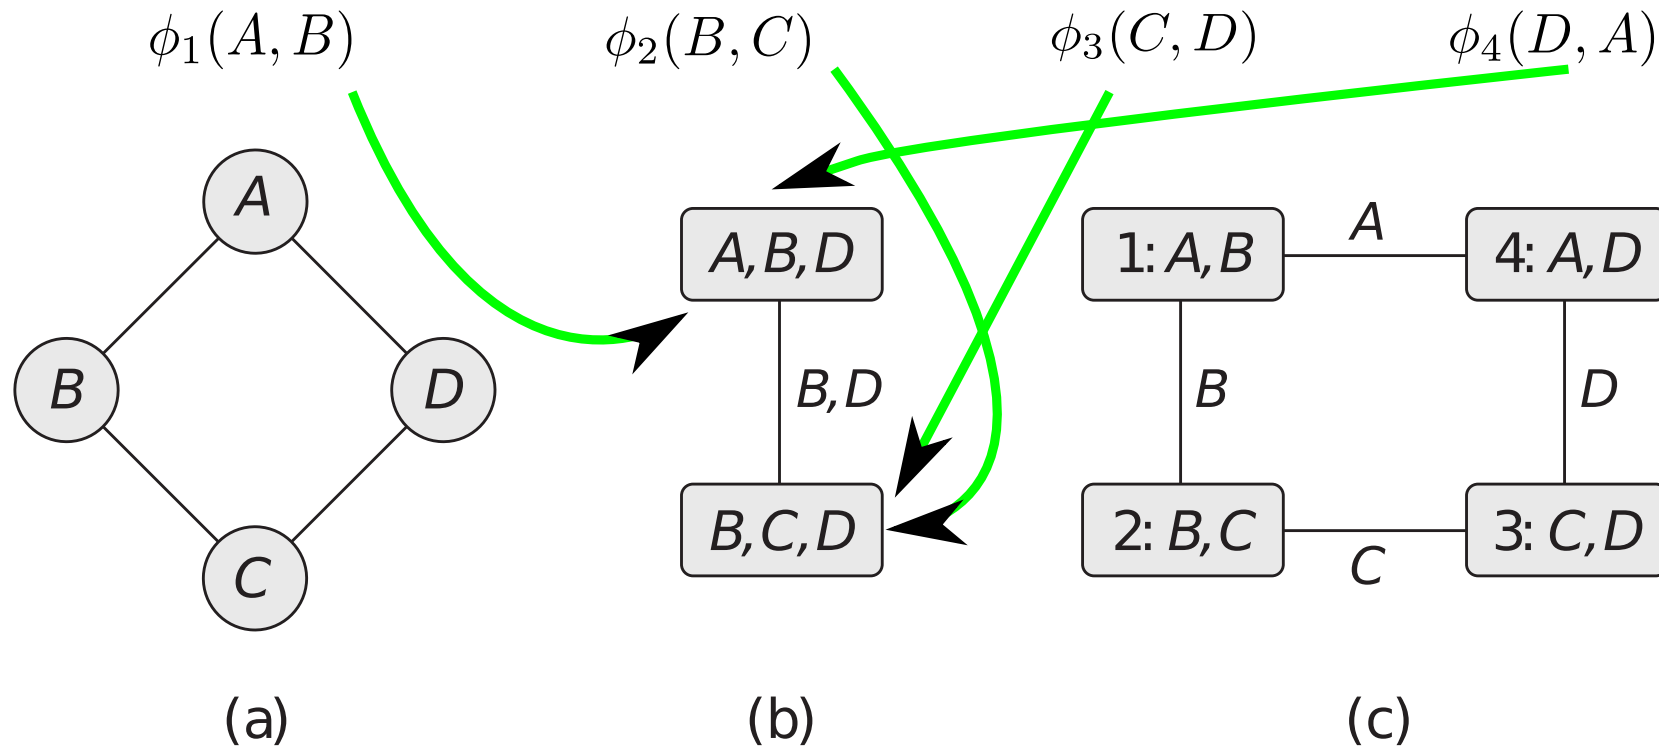 ϕ₁(A, B) ϕ₂(B, C) ϕ₃(C, D) ϕ₄(D, A)
A
B
D
C
(a)
A,B,D
B,D
B,C,D
(b)
1: A,B
A
4: A,D
B
D
2: B,C
C
3: C,D
(c)